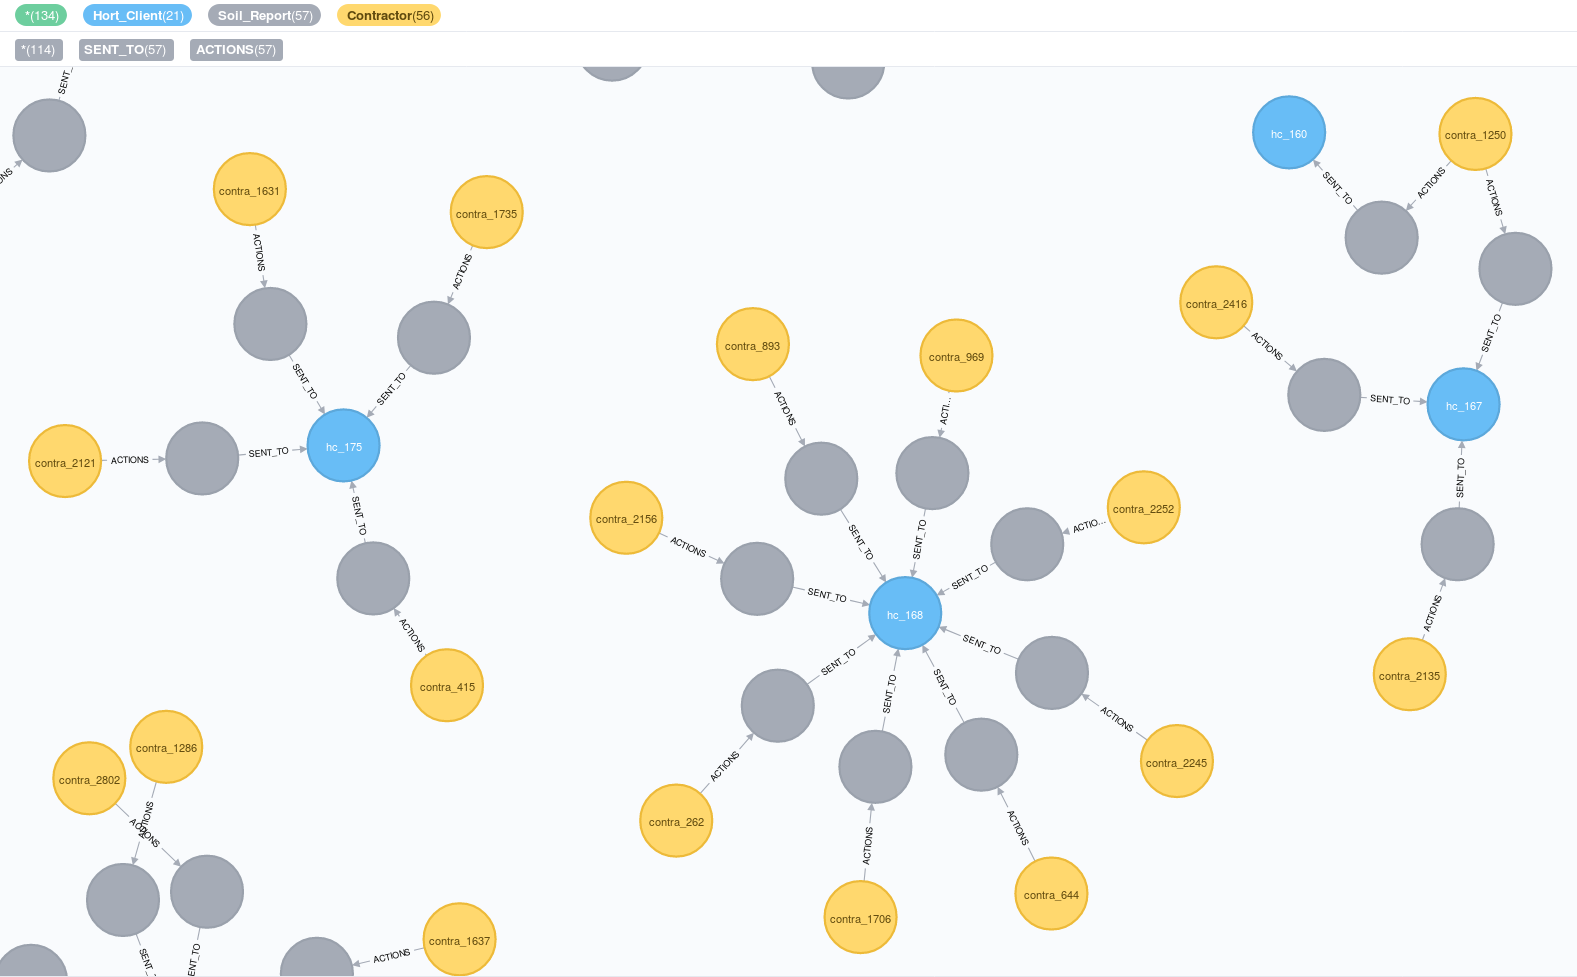 *(134) Hort_Client(21) Soil_Report(57) Contractor(56)
*(114) SENT_TO(57) ACTIONS(57)
SENT_
ONS
hc_160
contra_1250
SENT_TO
ACTIONS
ACTIONS
contra_1631
contra_1735
ACTIONS
ACTIONS
contra_2416
ACTIONS
SENT_TO
contra_893
contra_969
SENT_TO
SENT_TO
SENT_TO
hc_167
ACTIONS
ACTI...
contra_2121
ACTIONS
SENT_TO
hc_175
SENT_TO
contra_2156
contra_2252
SENT_TO
ACTIONS
SENT_TO
SENT_TO
ACTIO...
SENT_TO
SENT_TO
hc_168
ACTIONS
ACTIONS
SENT_TO
SENT_TO
contra_415
SENT_TO
SENT_TO
contra_2135
ACTIONS
contra_1286
contra_2802
ACTIONS
contra_2245
ACTIONS
ACTIONS
contra_262
ACTIONS
ACTIONS
contra_644
contra_1706
contra_1637
ACTIONS
SENT_
ENT_TO